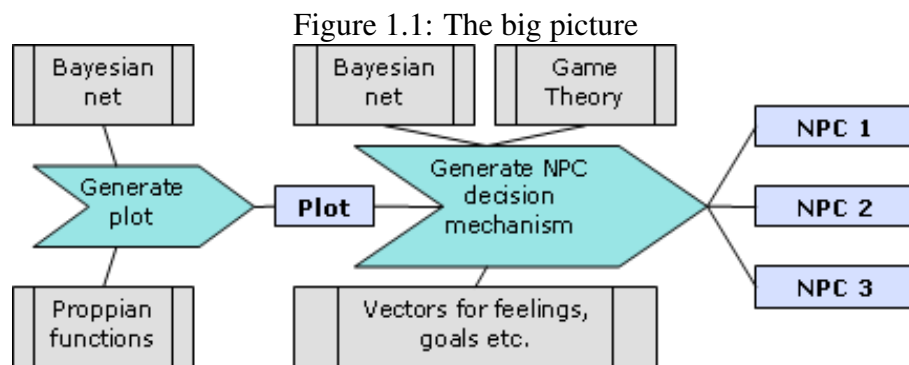 Figure 1.1: The big picture
Bayesian
net
Bayesian
net
Game
Theory
Generate
plot
Plot
Generate NPC
decision
mechanism
NPC 1
NPC 2
NPC 3
Proppian
functions
Vectors for feelings,
goals etc.